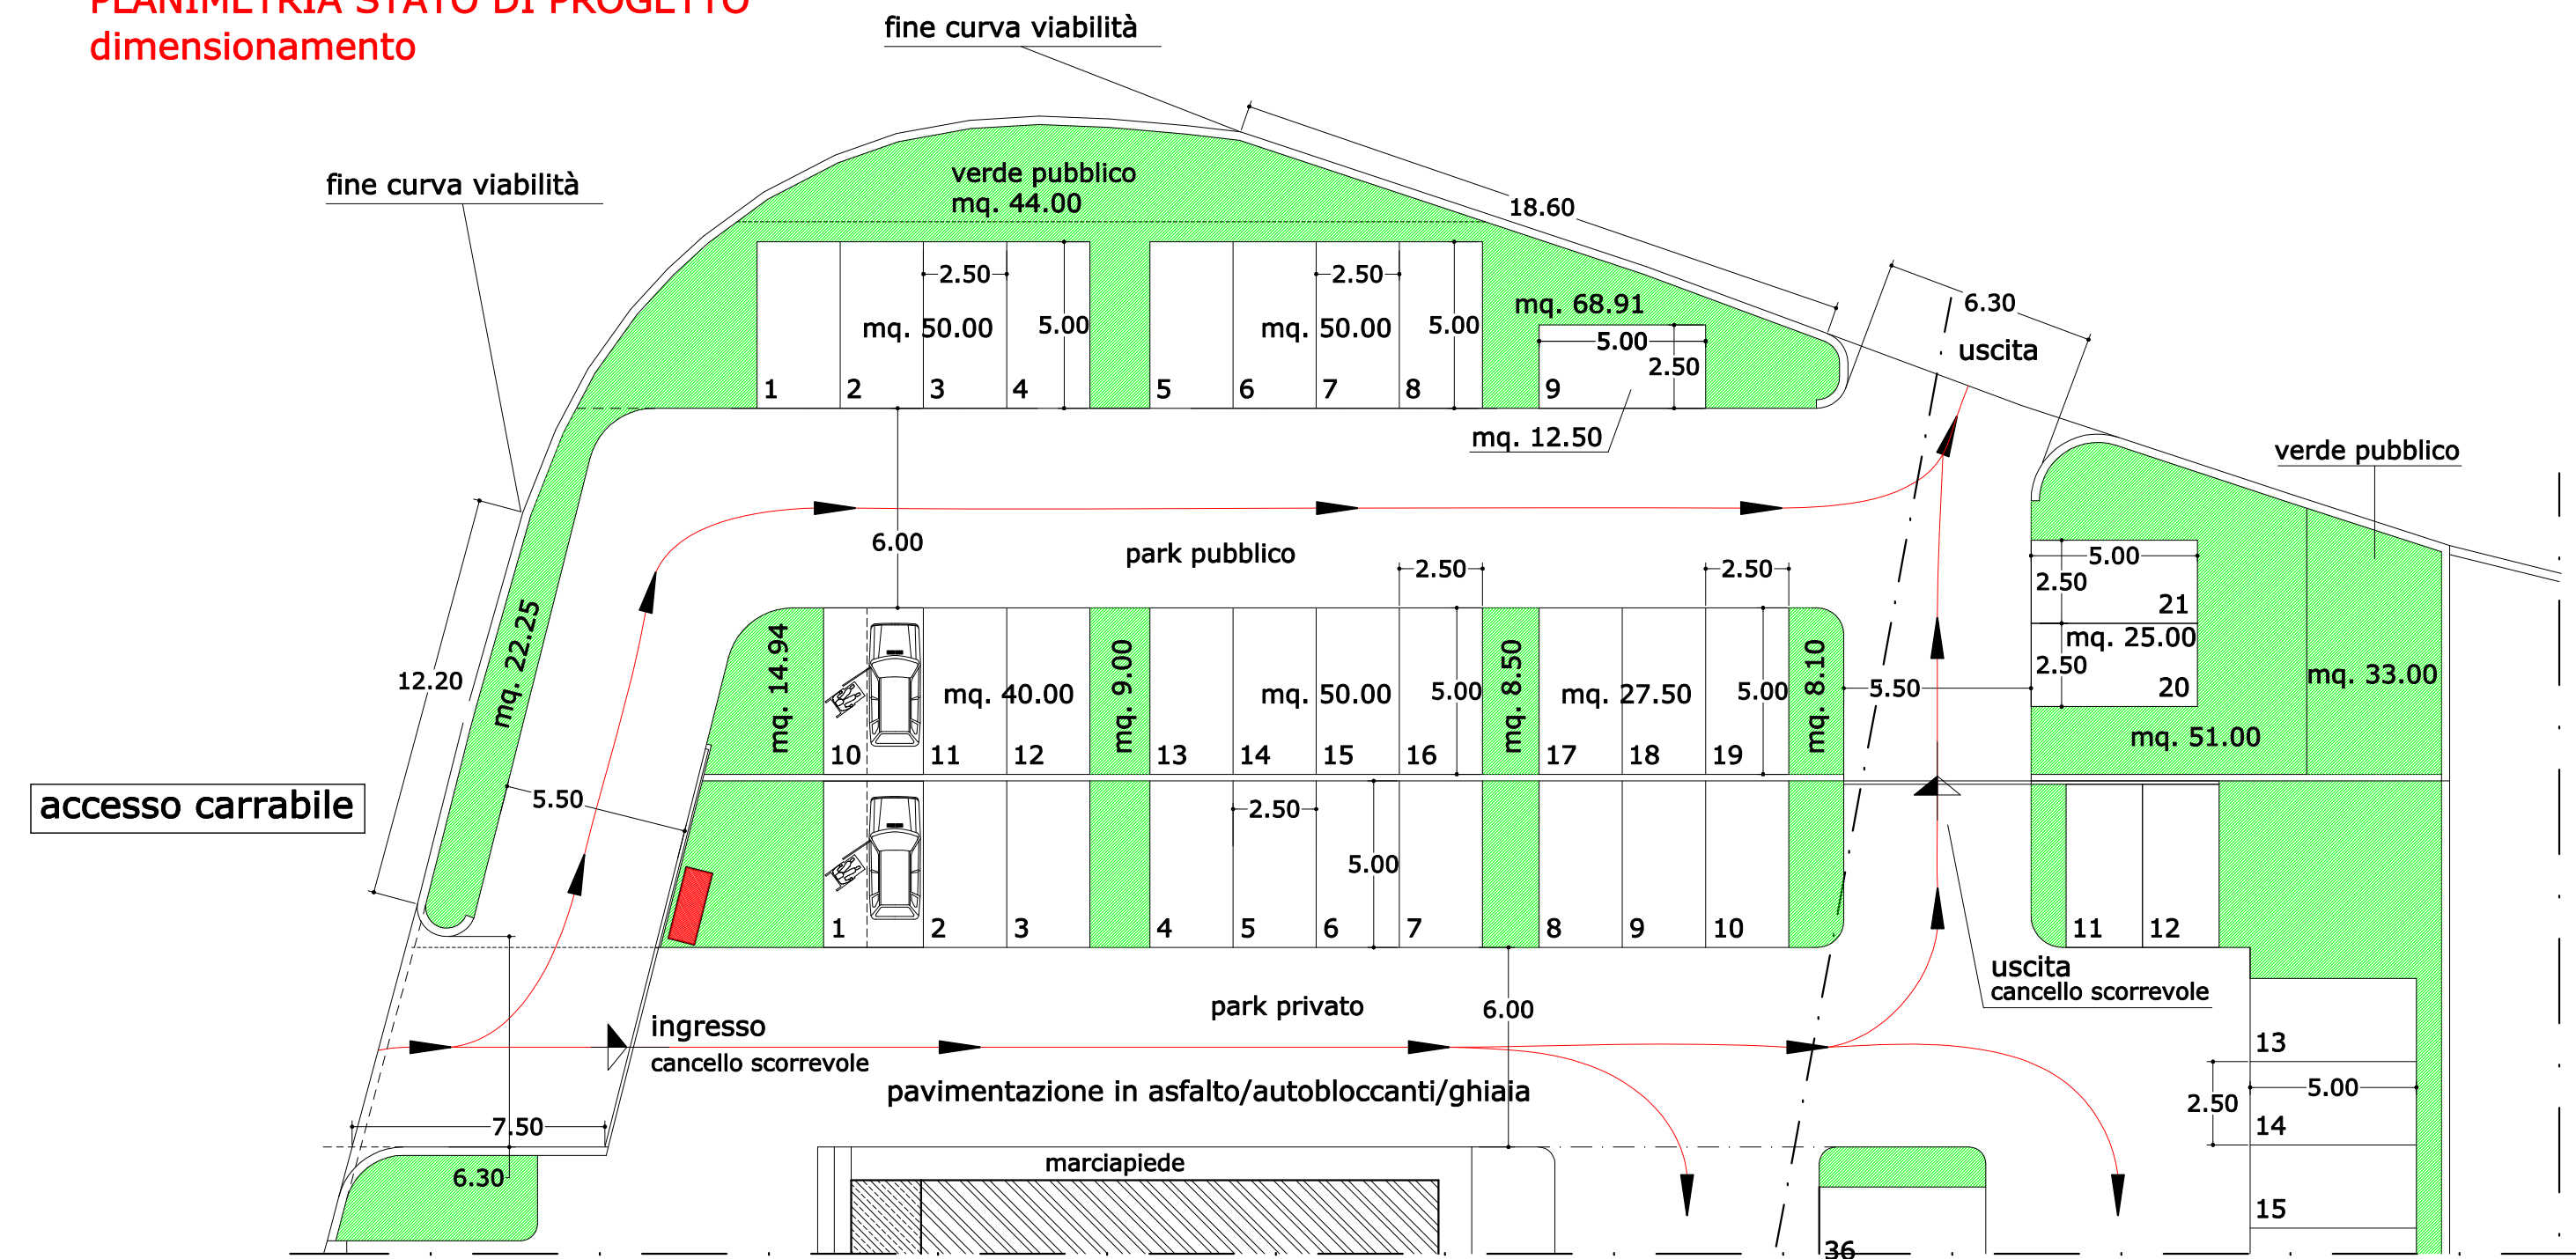 PLANIMETRIA STATO DI PROGETTO
dimensionamento
fine curva viabilità
fine curva viabilità
verde pubblico
mq. 44.00
18.60
6.30
uscita
2.50
2.50
mq. 68.91
mq. 50.00
5.00
mq. 50.00
5.00
5.00
2.50
1
2
3
4
5
6
7
8
9
mq. 12.50
verde pubblico
6.00
park pubblico
2.50
2.50
5.00
2.50
21
mq. 25.00
2.50
20
mq. 33.00
mq. 51.00
12.20
mq. 22.25
mq. 14.94
mq. 40.00
mq. 9.00
mq. 50.00
5.00
mq. 8.50
mq. 27.50
5.00
mq. 8.10
5.50
10
11
12
13
14
15
16
17
18
19
accesso carrabile
5.50
2.50
5.00
1
2
3
4
5
6
7
8
9
10
11
12
uscita
cancello scorrevole
park privato
6.00
ingresso
cancello scorrevole
pavimentazione in asfalto/autobloccanti/ghiaia
13
5.00
2.50
14
15
7.50
6.30
marciapiede
36